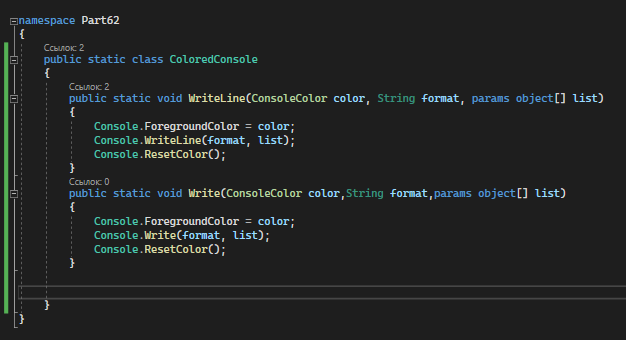 namespace Part62
{
Ссылок: 2
public static class ColoredConsole
{
Ссылок: 2
public static void WriteLine(ConsoleColor color, String format, params object[] list)
{
Console.ForegroundColor = color;
Console.WriteLine(format, list);
Console.ResetColor();
}
Ссылок: 0
public static void Write(ConsoleColor color,String format,params object[] list)
{
Console.ForegroundColor = color;
Console.Write(format, list);
Console.ResetColor();
}
}
}